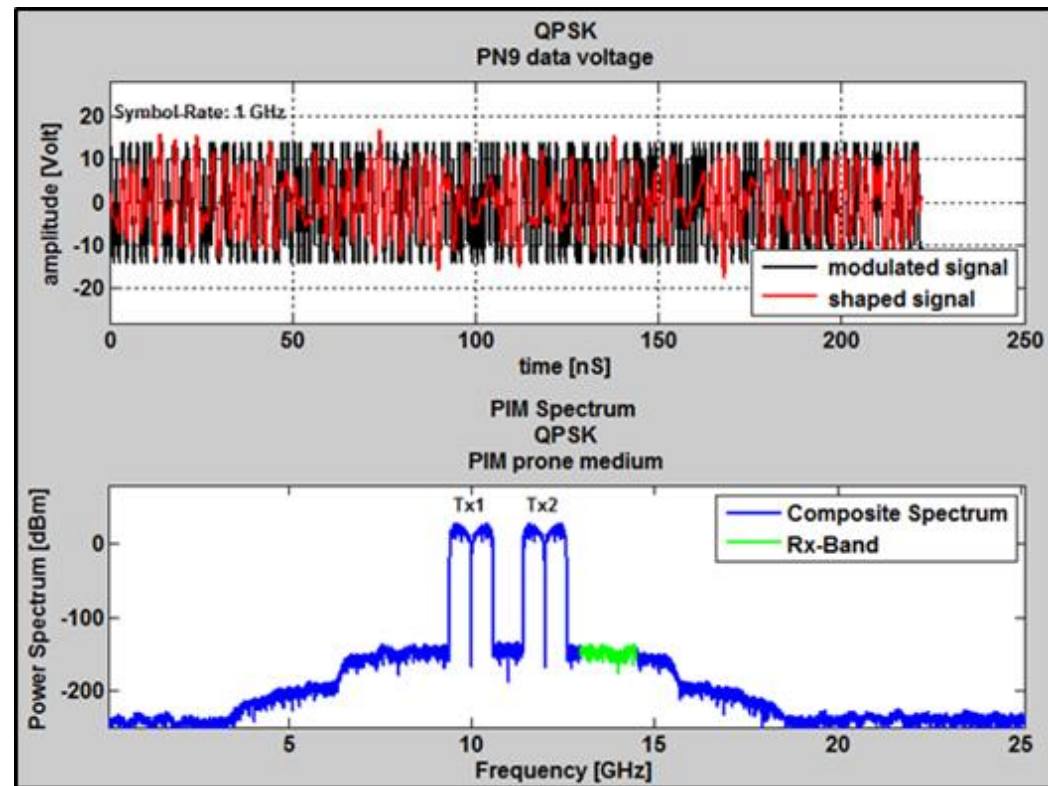 QPSK
PN9 data voltage
Symbol Rate: 1 GHz
20
10
0
-10
-20
amplitude [Volt]
modulated signal
shaped signal
0 50 100 150 200 250
time [nS]
PIM Spectrum
QPSK
PIM prone medium
Tx1 Tx2
Composite Spectrum
Rx-Band
0
-100
-200
Power Spectrum [dBm]
5 10 15 20 25
Frequency [GHz]